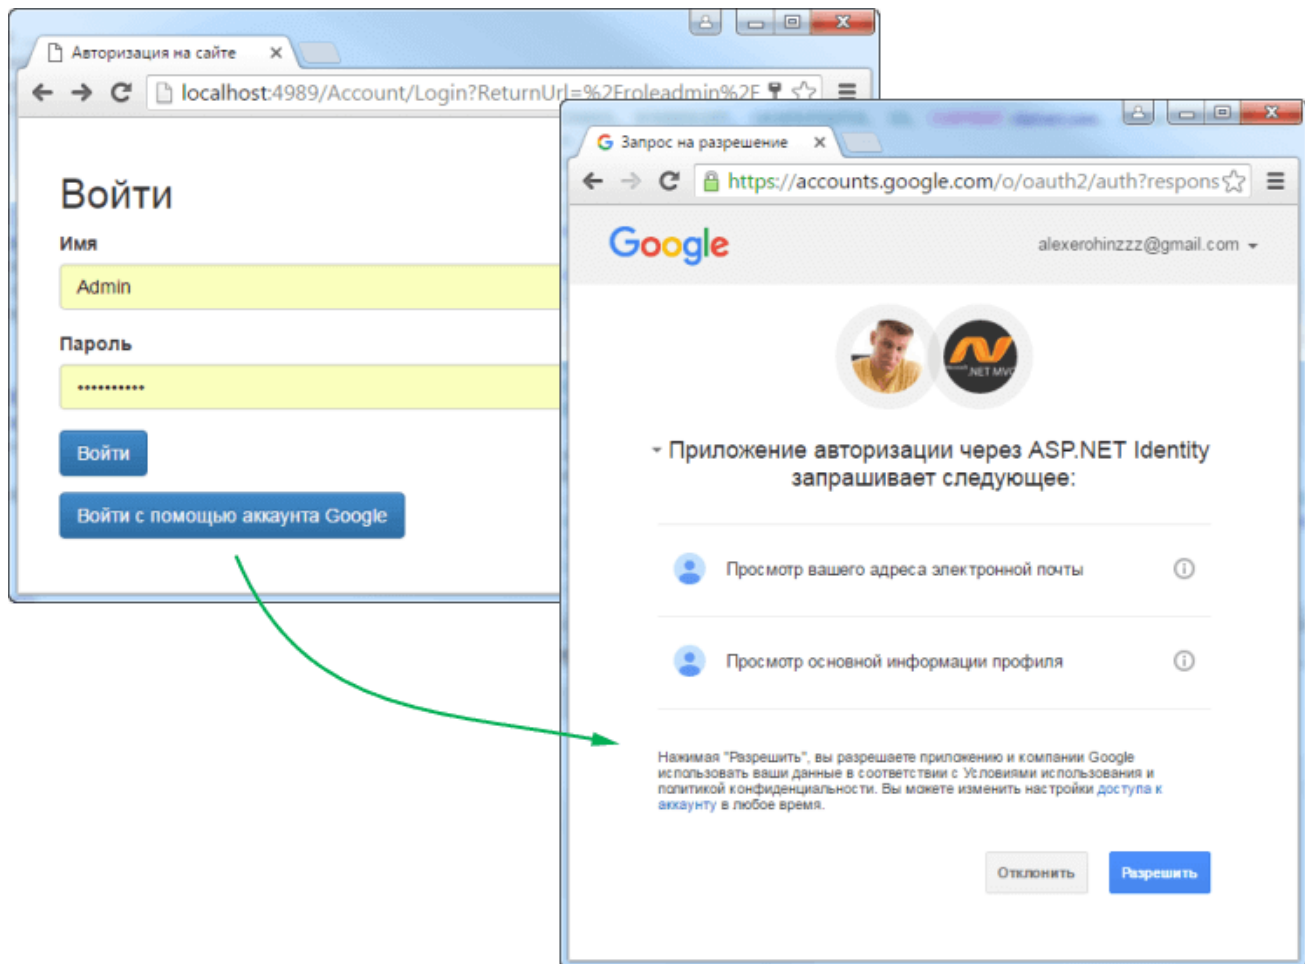 Авторизация на сайте
localhost:4989/Account/Login?ReturnUrl=%2Froleadmin%2F
Войти
Имя
Admin
Пароль
••••••••••
Войти
Войти с помощью аккаунта Google
Запрос на разрешение
https://accounts.google.com/o/oauth2/auth?respons
Google
alexerohinzzz@gmail.com
.NET MVC
Приложение авторизации через ASP.NET Identity
запрашивает следующее:
Просмотр вашего адреса электронной почты
Просмотр основной информации профиля
Нажимая "Разрешить", вы разрешаете приложению и компании Google
использовать ваши данные в соответствии с Условиями использования и
политикой конфиденциальности. Вы можете изменить настройки доступа к
аккаунту в любое время.
Отклонить
Разрешить